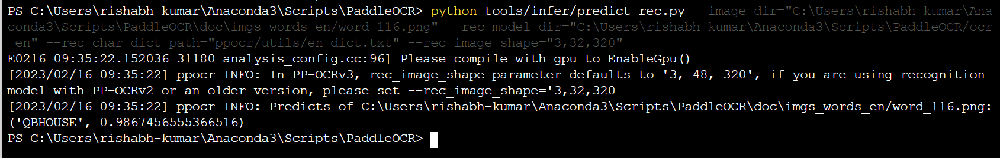 PS C:\Users\rishabh-kumar\Anaconda3\Scripts\PaddleOCR> python tools/infer/predict_rec.py --image_dir="C:\Users\rishabh-kumar\Ana
conda3\Scripts\PaddleOCR\doc\imgs_words_en/word_116.png" --rec_model_dir="C:\Users\rishabh-kumar\Anaconda3\Scripts\PaddleOCR/ocr
_en" --rec_char_dict_path="ppocr/utils/en_dict.txt" --rec_image_shape="3,32,320"
E0216 09:35:22.152036 31180 analysis_config.cc:96] Please compile with gpu to EnableGpu()
[2023/02/16 09:35:22] ppocr INFO: In PP-OCRv3, rec_image_shape parameter defaults to '3, 48, 320', if you are using recognition
model with PP-OCRv2 or an older version, please set --rec_image_shape='3,32,320
[2023/02/16 09:35:22] ppocr INFO: Predicts of C:\Users\rishabh-kumar\Anaconda3\Scripts\PaddleOCR\doc\imgs_words_en/word_116.png:
('QBHOUSE', 0.9867456555366516)
PS C:\Users\rishabh-kumar\Anaconda3\Scripts\PaddleOCR>